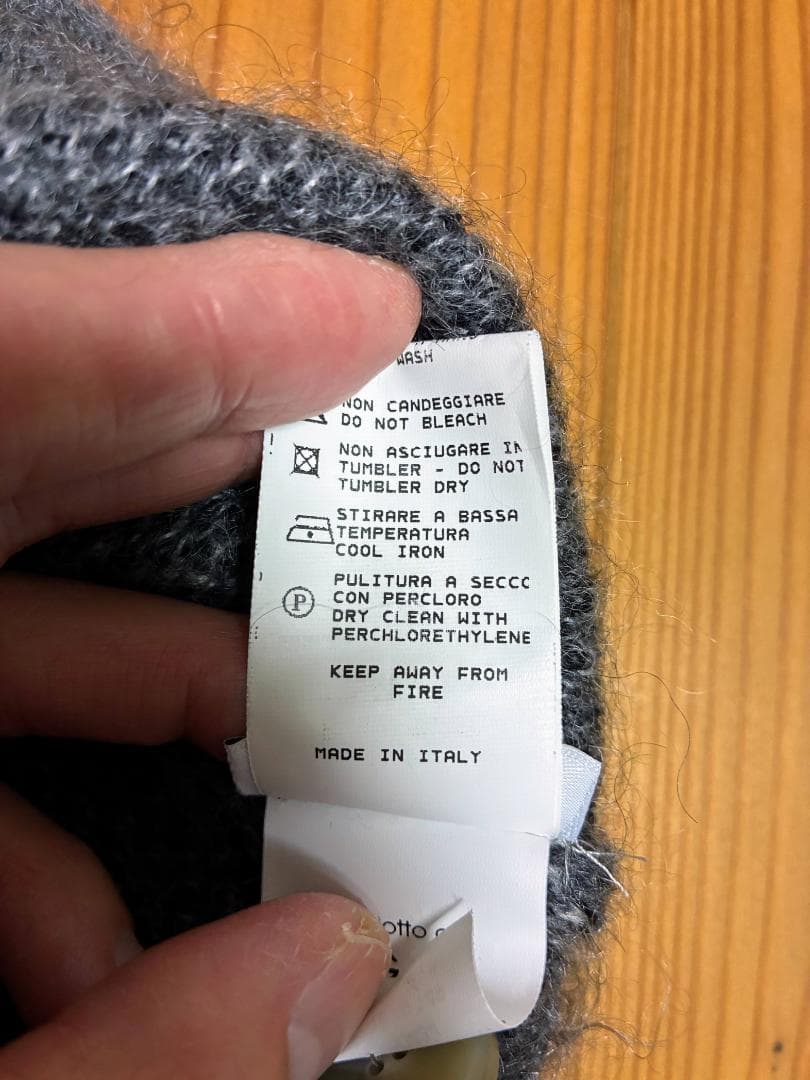 WASH
NON CANDEGGIARE
DO NOT BLEACH
NON ASCIUGARE IN
TUMBLER - DO NOT
TUMBLER DRY
STIRARE A BASSA
TEMPERATURA
COOL IRON
P
PULITURA A SECCO
CON PERCLORO
DRY CLEAN WITH
PERCHLORETHYLENE
KEEP AWAY FROM
FIRE
MADE IN ITALY